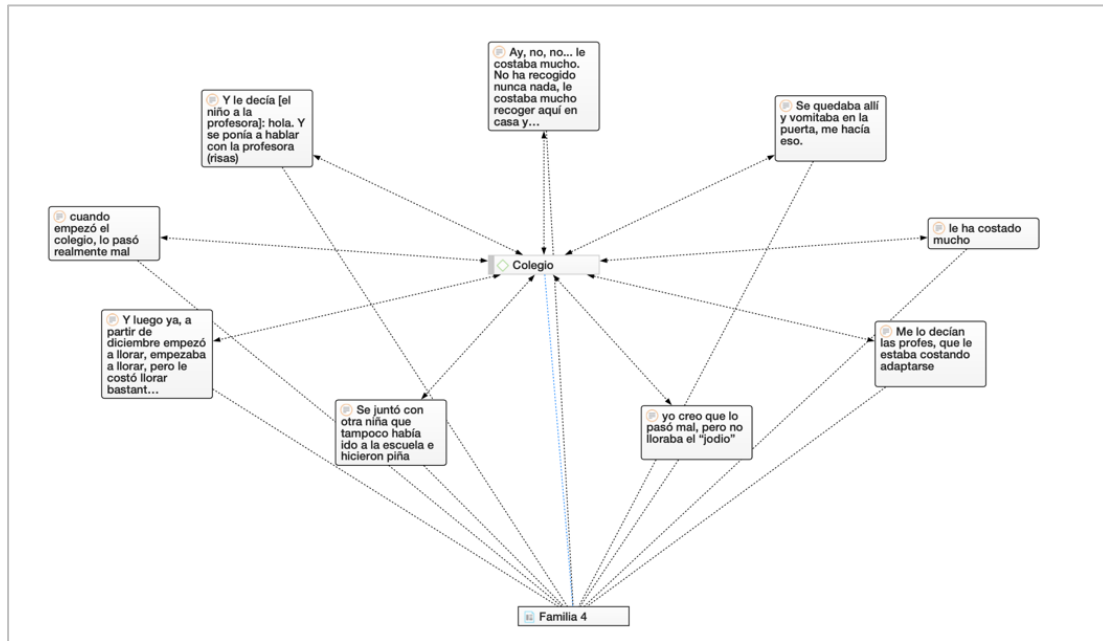 Ay, no, no... le
costaba mucho.
No ha recogido
nunca nada, le
costaba mucho
recoger aquí en
casa y…
Y le decía [el
niño a la
profesora]: hola. Y
se ponía a hablar
con la profesora
(risas)
Se quedaba allí
y vomitaba en la
puerta, me hacía
eso.
cuando
empezó el
colegio, lo pasó
realmente mal
le ha costado
mucho
Colegio
Y luego ya, a
partir de
diciembre empezó
a llorar, empezaba
a llorar, pero le
costó llorar
bastant…
Me lo decían
las profes, que le
estaba costando
adaptarse
Se juntó con
otra niña que
tampoco había
ido a la escuela e
hicieron piña
yo creo que lo
pasó mal, pero no
lloraba el “jodio”
Familia 4